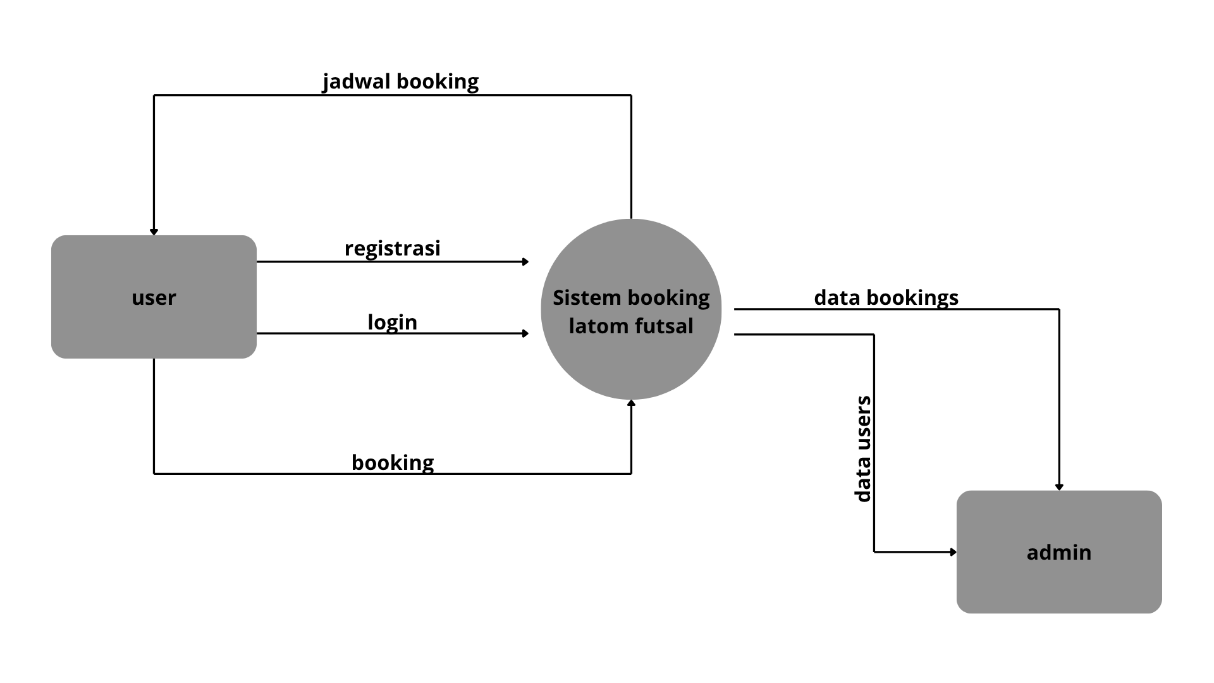 jadwal booking
registrasi
user
login
Sistem booking
latom futsal
data bookings
data users
booking
admin